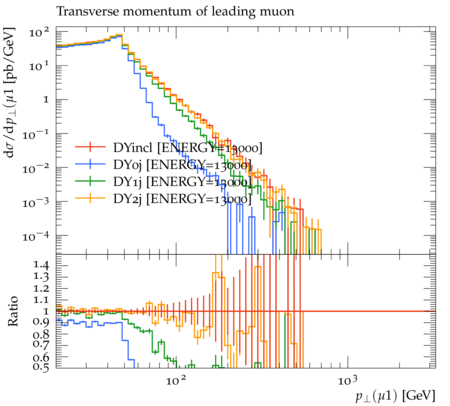 Transverse momentum of leading muon
dσ/dp⊥(μ1) [pb/GeV]
10²
10¹
1
10⁻¹
10⁻²
10⁻³
10⁻⁴
DYincl [ENERGY=13000]
DY0j [ENERGY=13000]
DY1j [ENERGY=13000]
DY2j [ENERGY=13000]
Ratio
1.4
1.3
1.2
1.1
1
0.9
0.8
0.7
0.6
0.5
10²
10³
p⊥(μ1) [GeV]